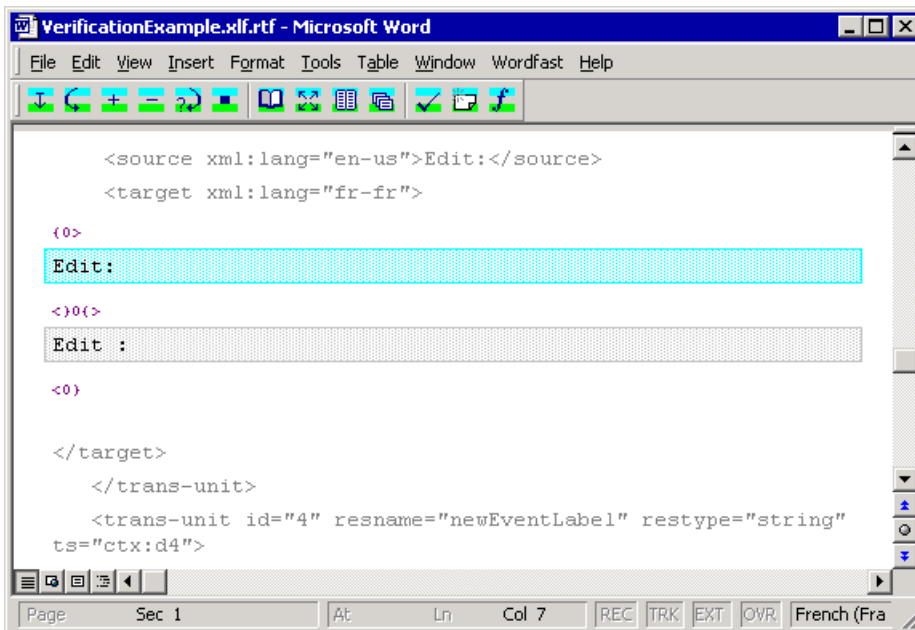 VerificationExample.xlf.rtf - Microsoft Word
File Edit View Insert Format Tools Table Window Wordfast Help
<source xml:lang="en-us">Edit:</source>
<target xml:lang="fr-fr">
{0>
Edit:
<}0{>
Edit :
<0}
</target>
</trans-unit>
<trans-unit id="4" resname="newEventLabel" restype="string"
ts="ctx:d4">
Page Sec 1 At Ln Col 7 REC TRK EXT OVR French (Fra